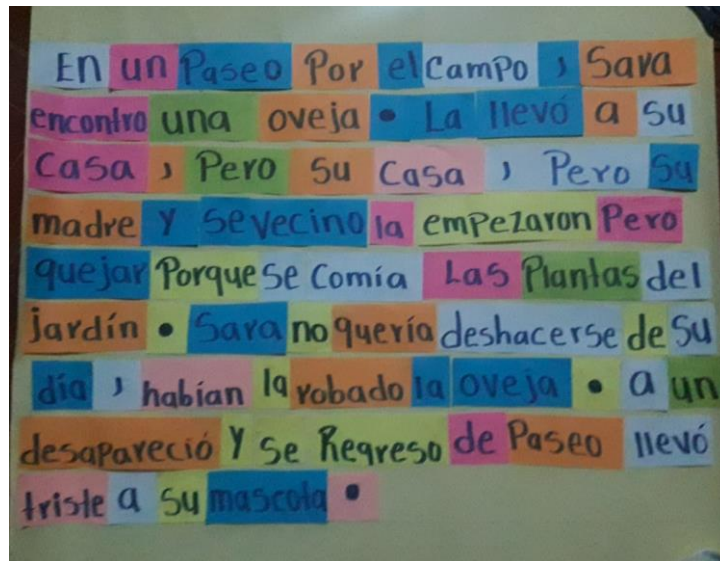 En un Paseo Por el Campo , Sara
encontro una oveja . La llevó a su
Casa , Pero su Casa , Pero su
madre y se vecino la empezaron Pero
quejar Porque se Comía Las Plantas del
jardín . Sara no quería deshacerse de su
día , habían la robado la oveja . a un
desapareció y se Regreso de Paseo llevó
triste a su mascota .